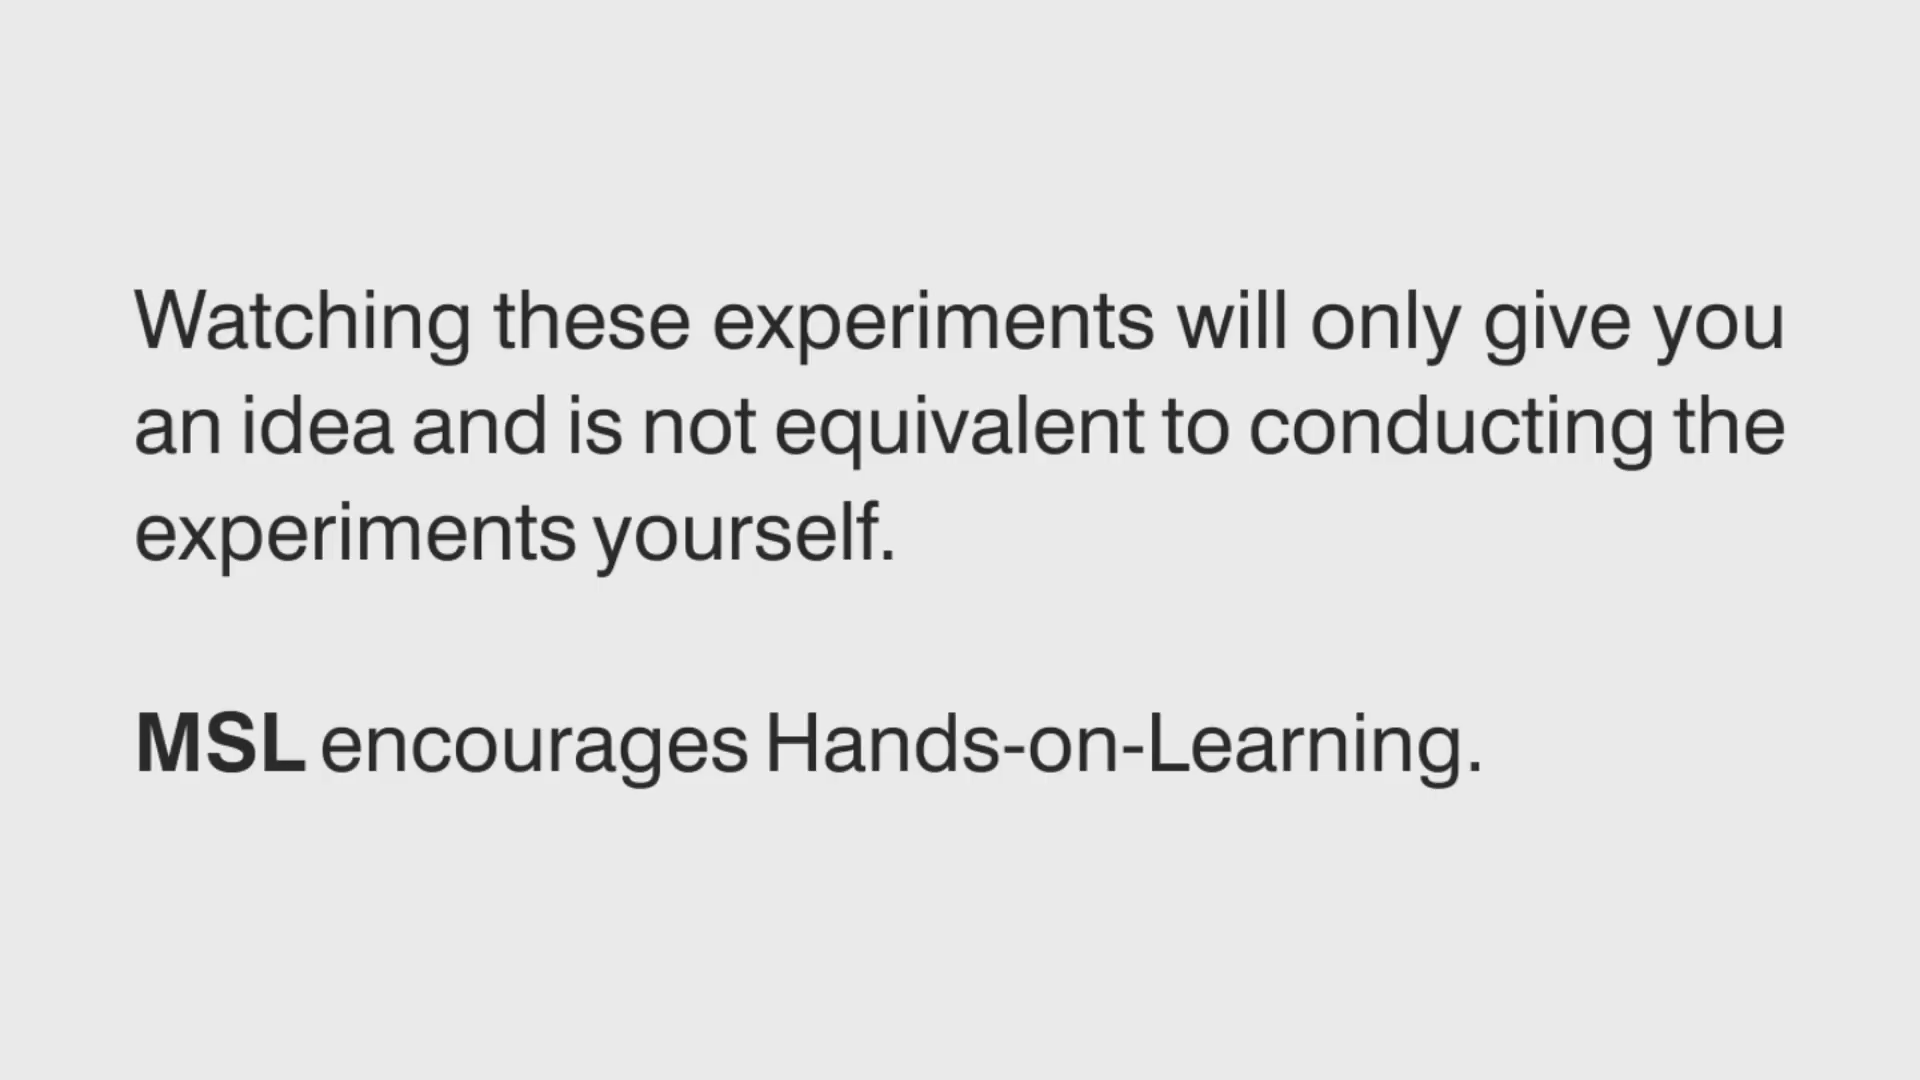 Watching these experiments will only give you
an idea and is not equivalent to conducting the
experiments yourself.
MSL encourages Hands-on-Learning.